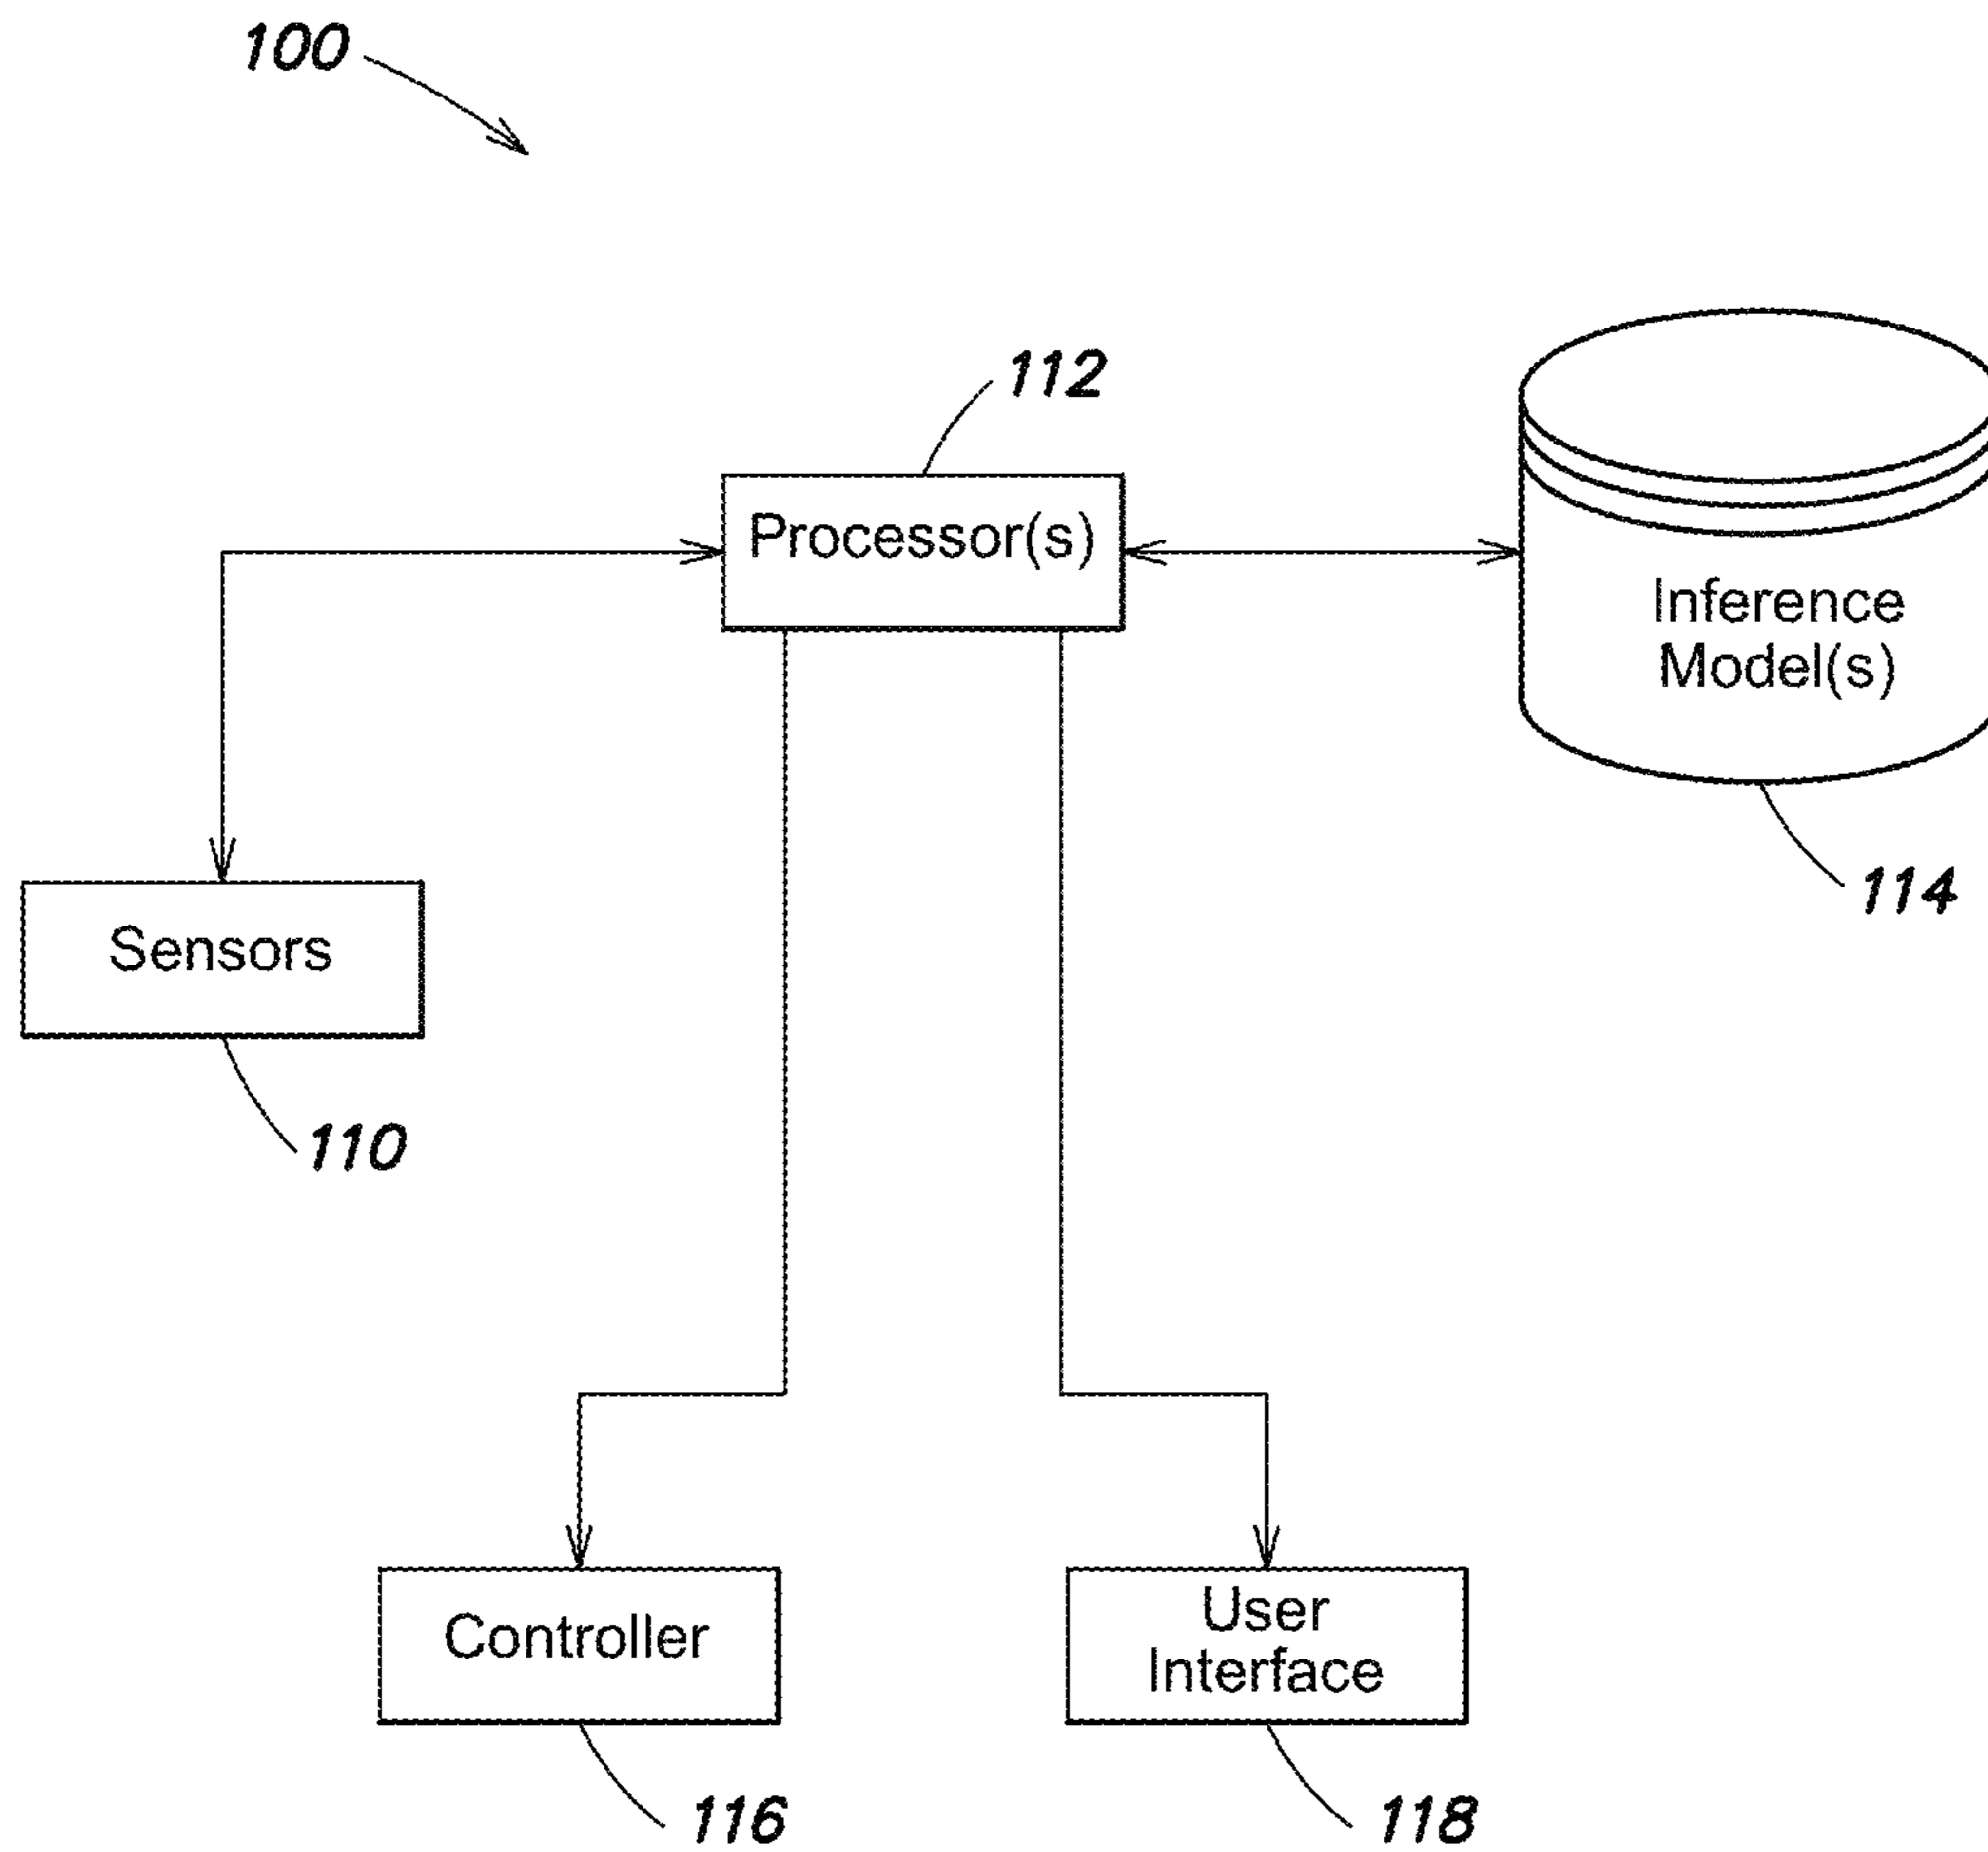 100
112
Processor(s)
Inference
Model(s)
114
Sensors
110
Controller
116
User
Interface
118